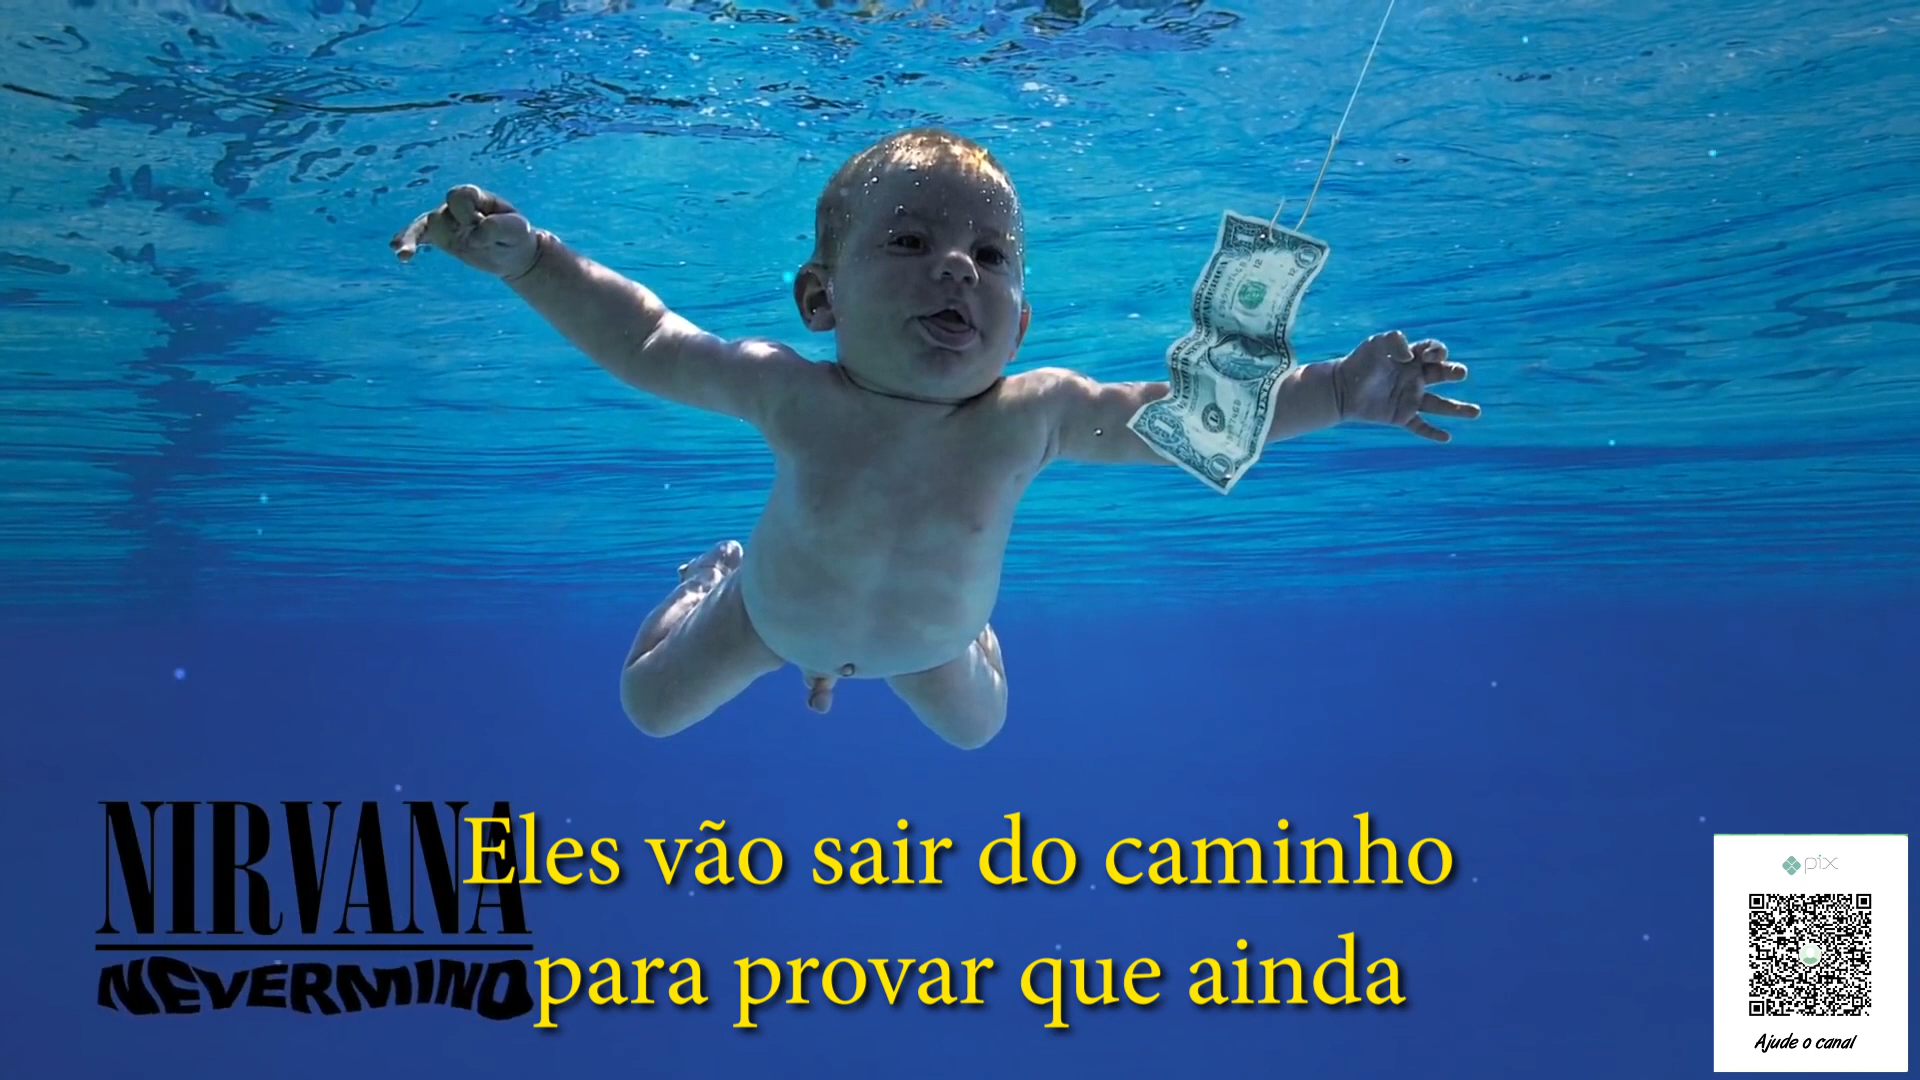 NIRVANA
NEVERMIND
Eles vão sair do caminho
para provar que ainda
pix
Ajude o canal